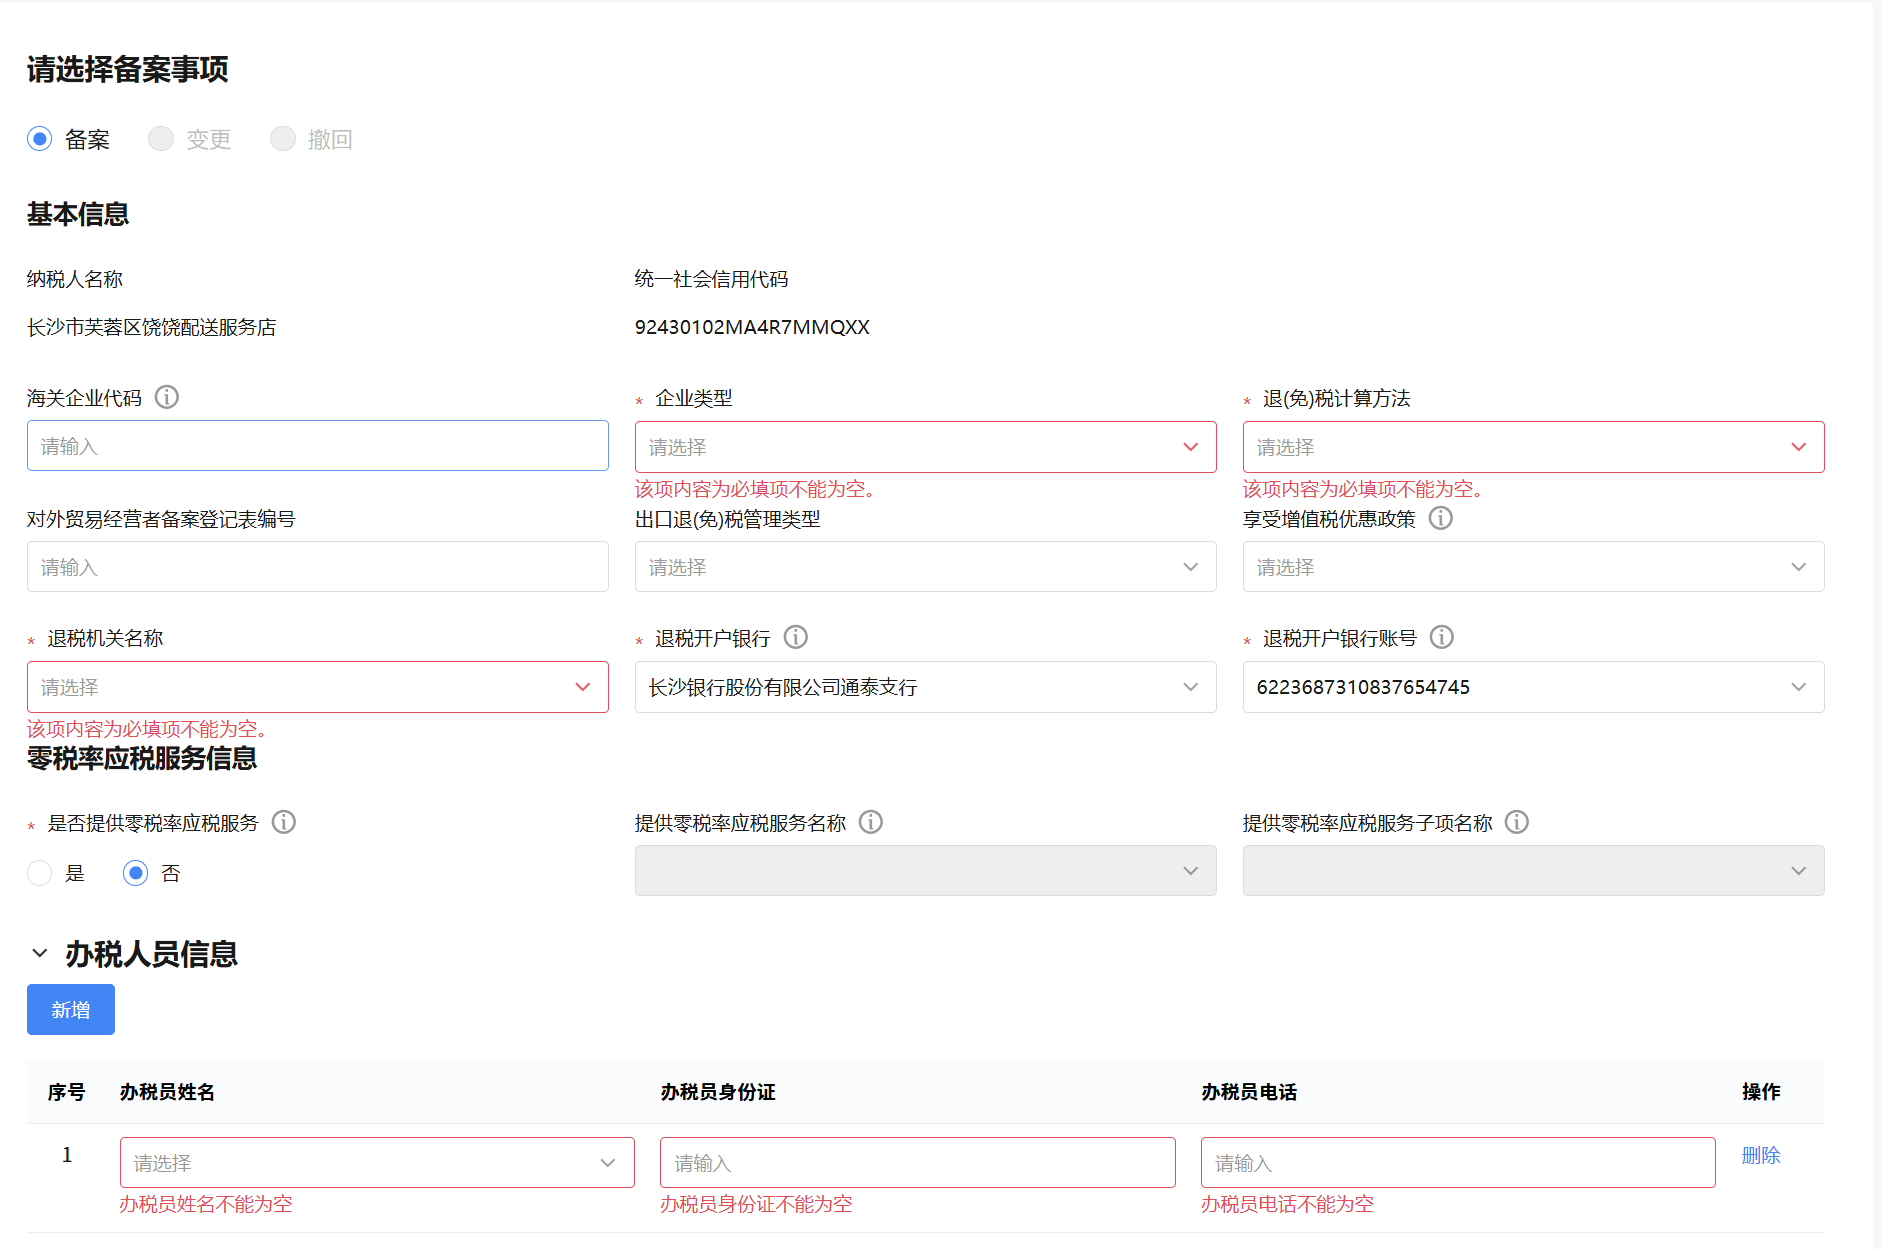 请选择备案事项
备案 变更 撤回
基本信息
纳税人名称 统一社会信用代码
长沙市芙蓉区饶饶配送服务店 92430102MA4R7MMQXX
海关企业代码 * 企业类型 * 退(免)税计算方法
请输入 请选择 请选择
该项内容为必填项不能为空。 该项内容为必填项不能为空。
对外贸易经营者备案登记表编号 出口退(免)税管理类型 享受增值税优惠政策
请输入 请选择 请选择
* 退税机关名称 * 退税开户银行 * 退税开户银行账号
请选择 长沙银行股份有限公司通泰支行 6223687310837654745
该项内容为必填项不能为空。
零税率应税服务信息
* 是否提供零税率应税服务 提供零税率应税服务名称 提供零税率应税服务子项名称
是 否
办税人员信息
新增
序号 办税员姓名 办税员身份证 办税员电话 操作
1 请选择 请输入 请输入 删除
办税员姓名不能为空 办税员身份证不能为空 办税员电话不能为空